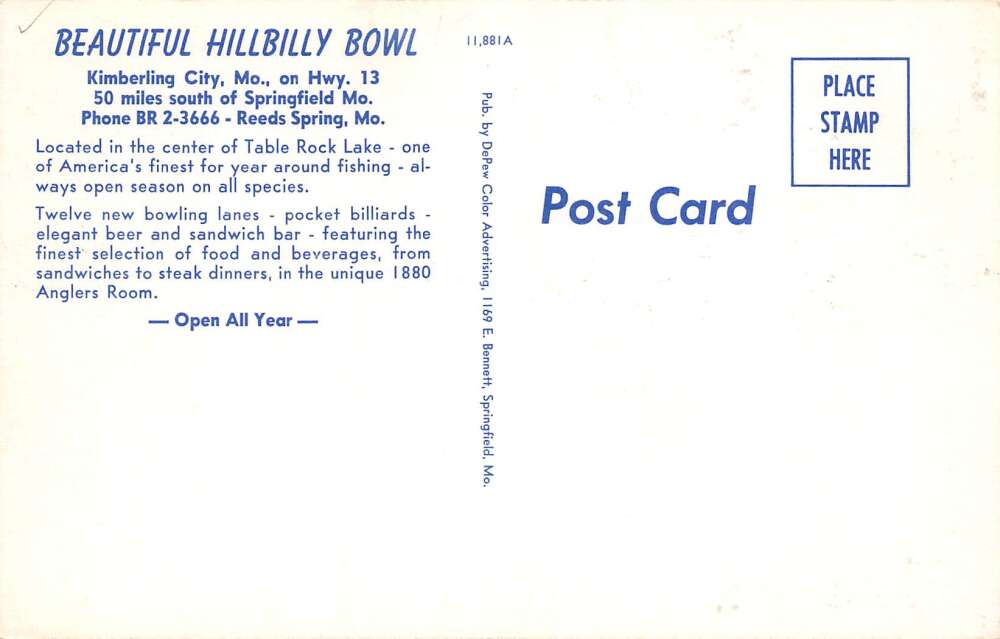 BEAUTIFUL HILLBILLY BOWL
Kimberling City, Mo., on Hwy. 13
50 miles south of Springfield Mo.
Phone BR 2-3666 - Reeds Spring, Mo.
Located in the center of Table Rock Lake - one
of America's finest for year around fishing - al-
ways open season on all species.
Twelve new bowling lanes - pocket billiards -
elegant beer and sandwich bar - featuring the
finest selection of food and beverages, from
sandwiches to steak dinners, in the unique 1880
Anglers Room.
— Open All Year —
11,881A
Pub. by DePew Color Advertising, 1169 E. Bennett, Springfield, Mo.
Post Card
PLACE
STAMP
HERE